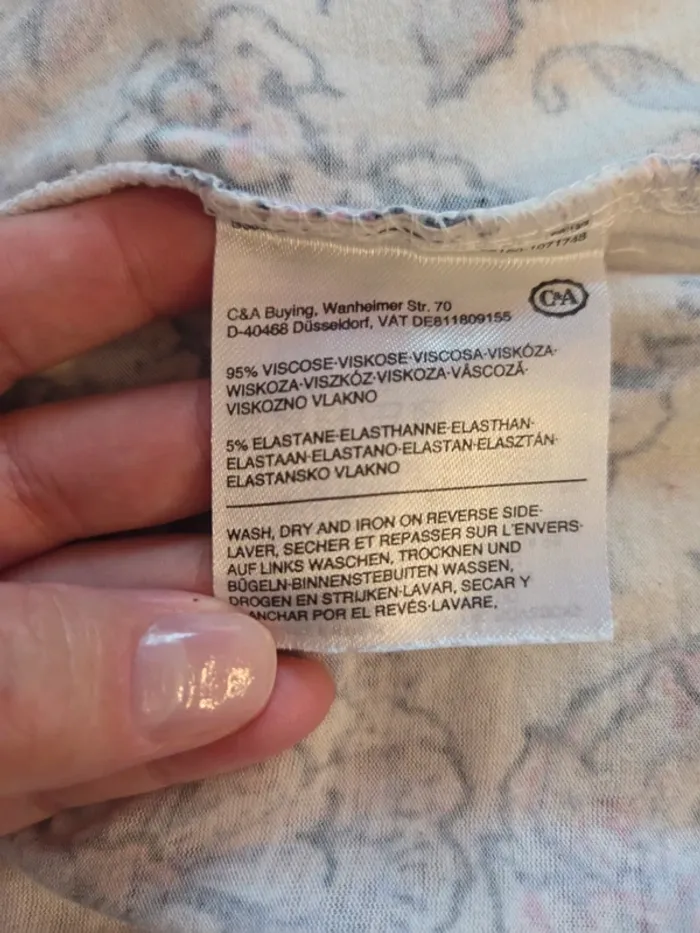 C&A
C&A Buying, Wanheimer Str. 70
D-40468 Düsseldorf, VAT DE811809155
95% VISCOSE-VISKOSE-VISCOSA-VISKÓZA-
WISKOZA-VISZKÓZ-VISKOZA-VÂSCOZÂ-
VISKOZNO VLAKNO
5% ELASTANE-ELASTHANNE-ELASTHAN-
ELASTAAN-ELASTANO-ELASTAN-ELASZTÁN-
ELASTANSKO VLAKNO
WASH, DRY AND IRON ON REVERSE SIDE-
LAVER, SECHER ET REPASSER SUR L'ENVERS-
AUF LINKS WASCHEN, TROCKNEN UND
BÜGELN-BINNENSTEBUITEN WASSEN,
DROGEN EN STRIJKEN-LAVAR, SECAR Y
ANCHAR POR EL REVÉS-LAVARE,